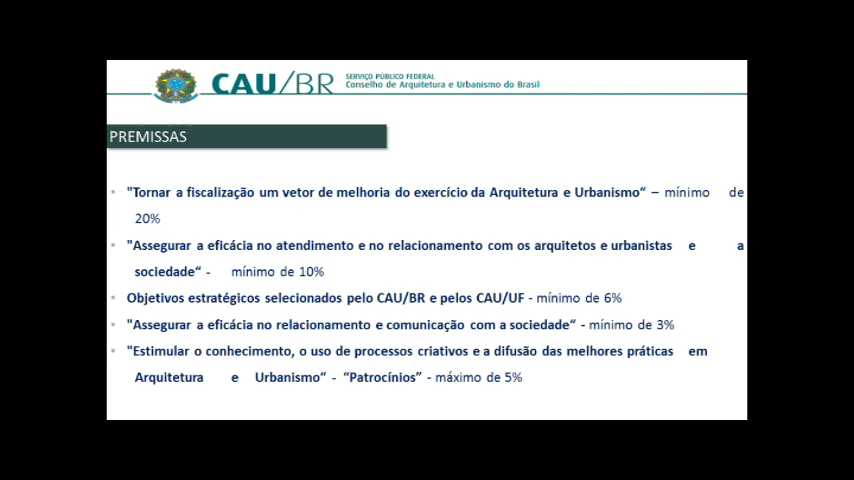 CAU/BR
SERVIÇO PÚBLICO FEDERAL
Conselho de Arquitetura e Urbanismo do Brasil
PREMISSAS
• "Tornar a fiscalização um vetor de melhoria do exercício da Arquitetura e Urbanismo“ – mínimo de
20%
• "Assegurar a eficácia no atendimento e no relacionamento com os arquitetos e urbanistas e a
sociedade“ - mínimo de 10%
• Objetivos estratégicos selecionados pelo CAU/BR e pelos CAU/UF - mínimo de 6%
• "Assegurar a eficácia no relacionamento e comunicação com a sociedade“ - mínimo de 3%
• "Estimular o conhecimento, o uso de processos criativos e a difusão das melhores práticas em
Arquitetura e Urbanismo“ - “Patrocínios” - máximo de 5%